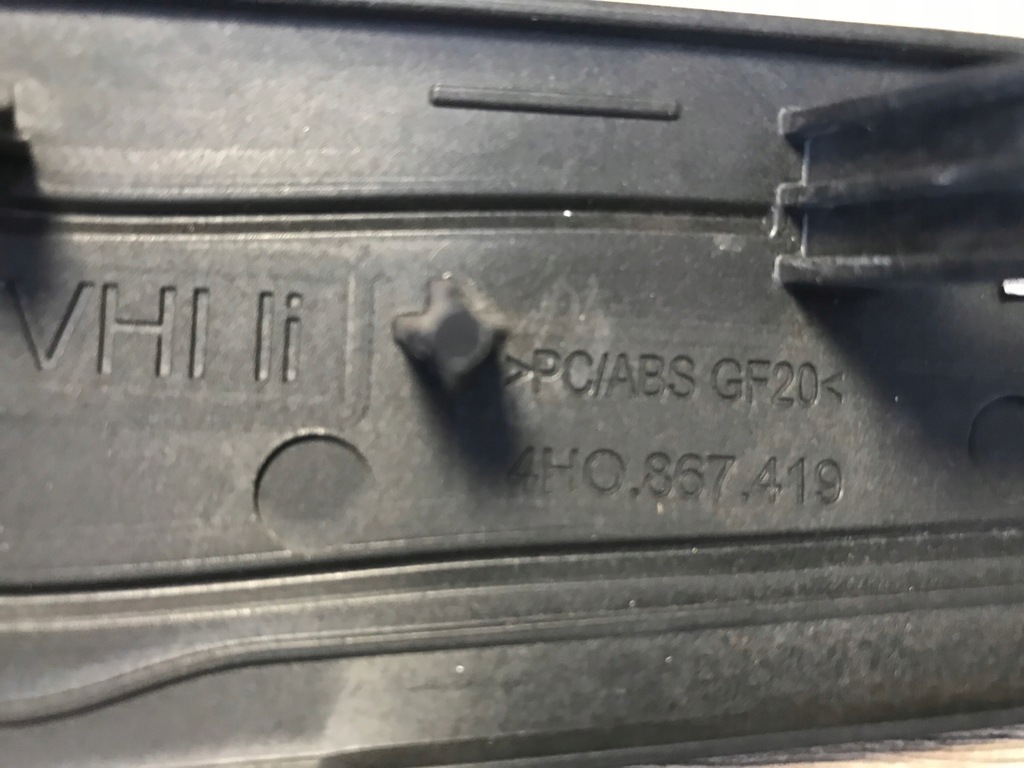 VHI li
>PC/ABS GF20<
4H0.867.419